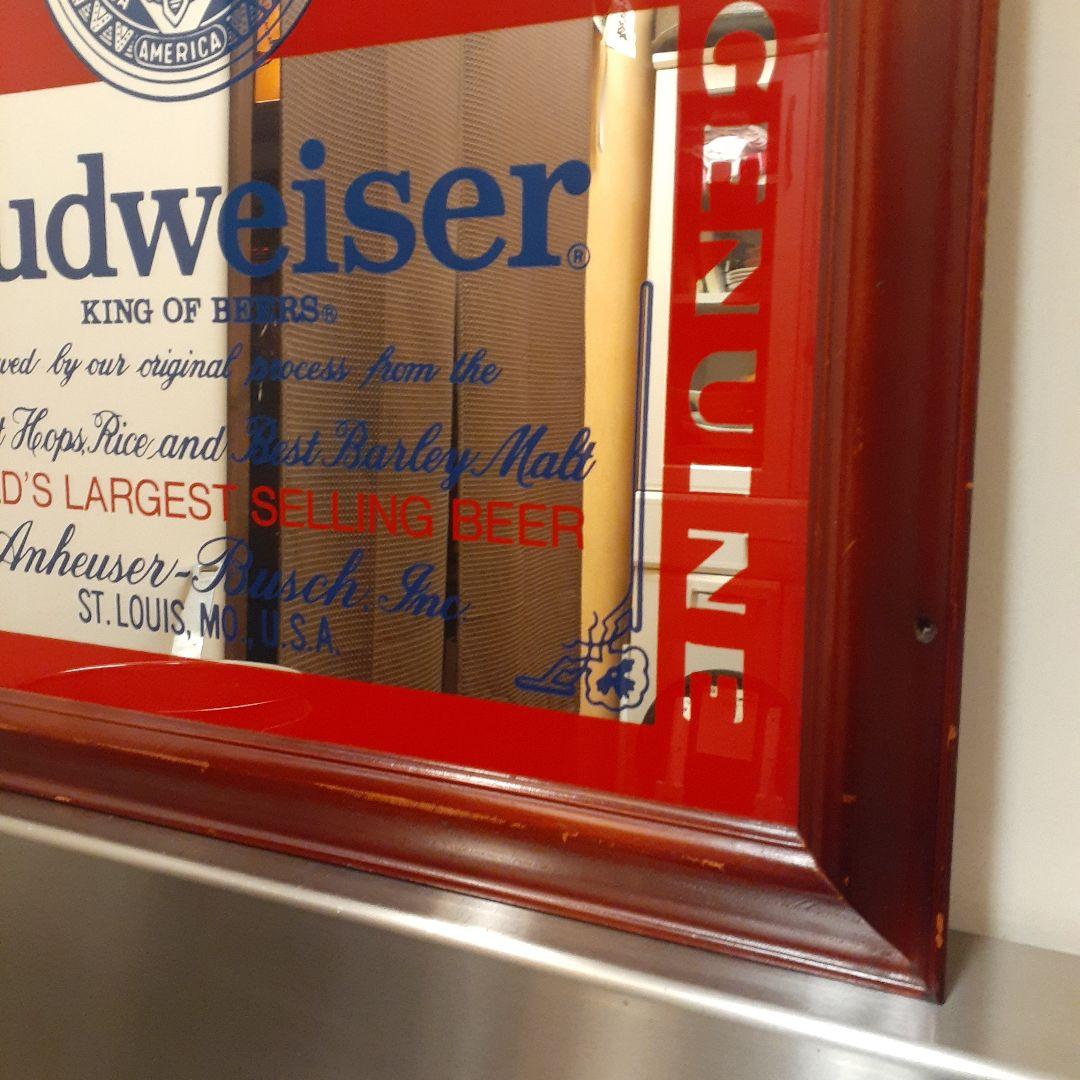 AMERICA
udweiser®
KING OF BEERS®
wed by our original process from the
t Hops, Rice and Best Barley Malt
LD'S LARGEST SELLING BEER
Anheuser-Busch, Inc.
ST. LOUIS, MO., U.S.A.
GENUINE